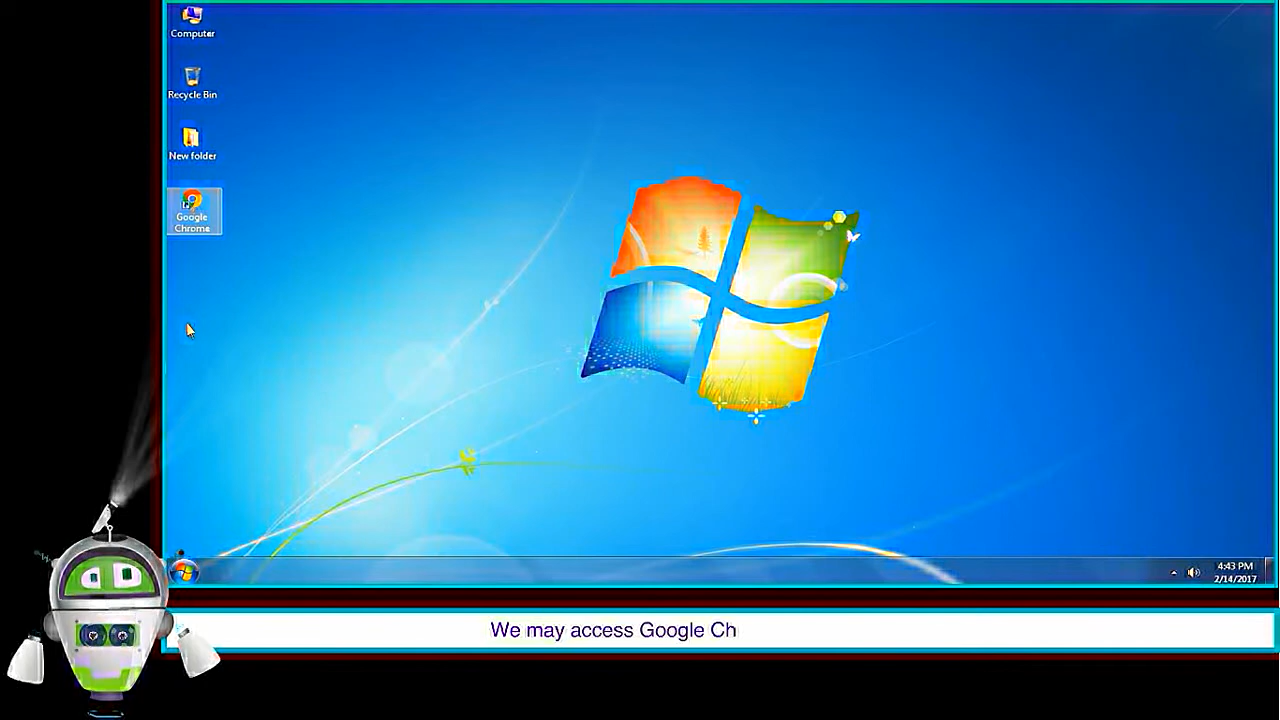 Computer
Recycle Bin
New folder
Google
Chrome
4:43 PM
2/14/2017
We may access Google Ch